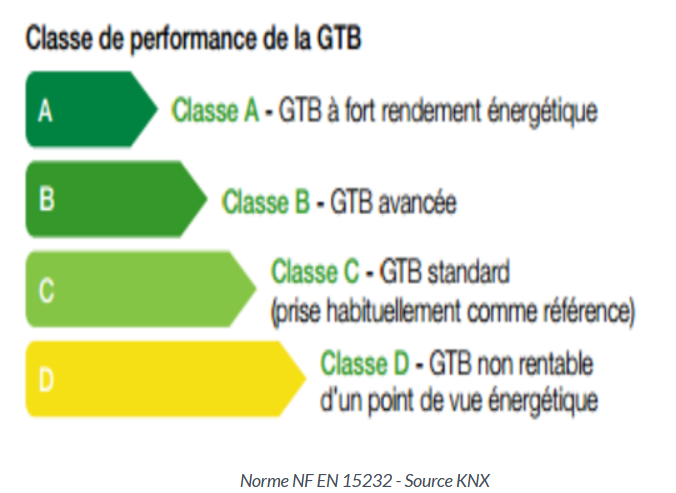 Classe de performance de la GTB
A
Classe A - GTB à fort rendement énergétique
B
Classe B - GTB avancée
C
Classe C - GTB standard
(prise habituellement comme référence)
D
Classe D - GTB non rentable
d'un point de vue énergétique
Norme NF EN 15232 - Source KNX